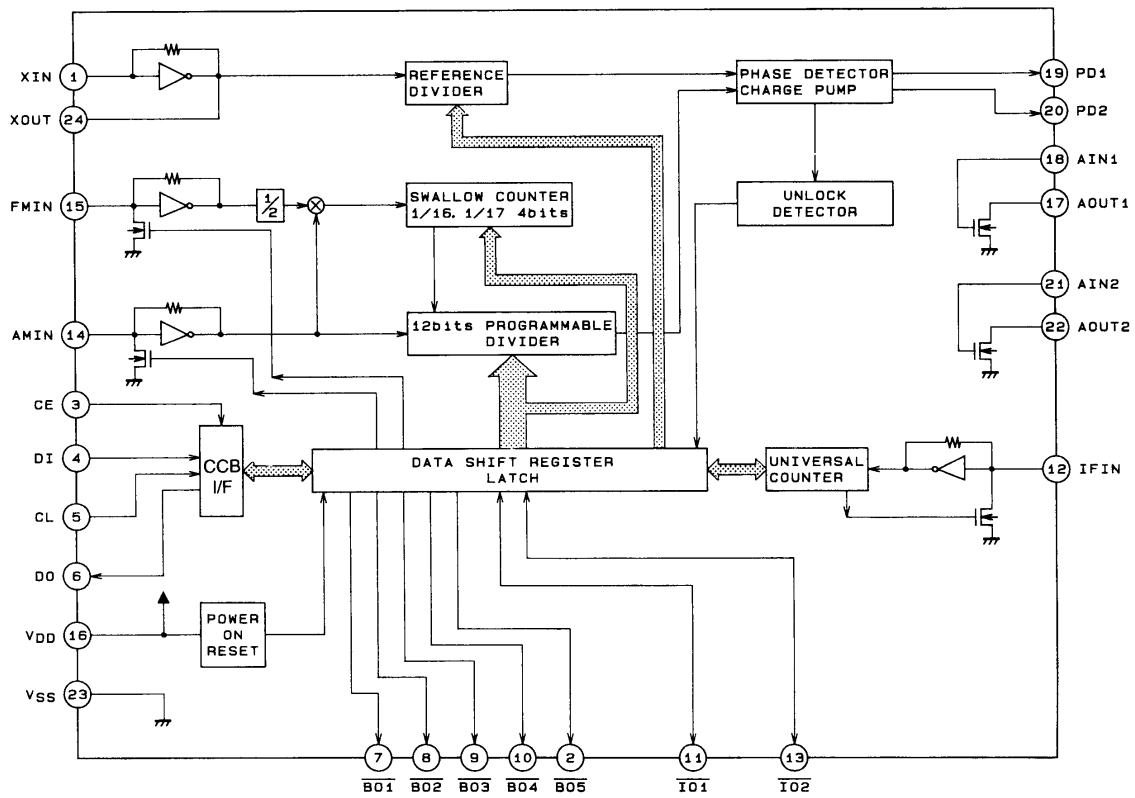 XIN 1
REFERENCE
DIVIDER
PHASE DETECTOR
CHARGE PUMP
19 PD1
20 PD2
XOUT 24
18 AIN1
FMIN 15
1/2
SWALLOW COUNTER
1/16. 1/17 4bits
UNLOCK
DETECTOR
17 AOUT1
21 AIN2
AMIN 14
12bits PROGRAMMABLE
DIVIDER
22 AOUT2
CE 3
DI 4
CCB
I/F
DATA SHIFT REGISTER
LATCH
UNIVERSAL
COUNTER
12 IFIN
CL 5
DO 6
VDD 16
POWER
ON
RESET
VSS 23
7 8 9 10 2 11 13
BO1 BO2 BO3 BO4 BO5 IO1 IO2